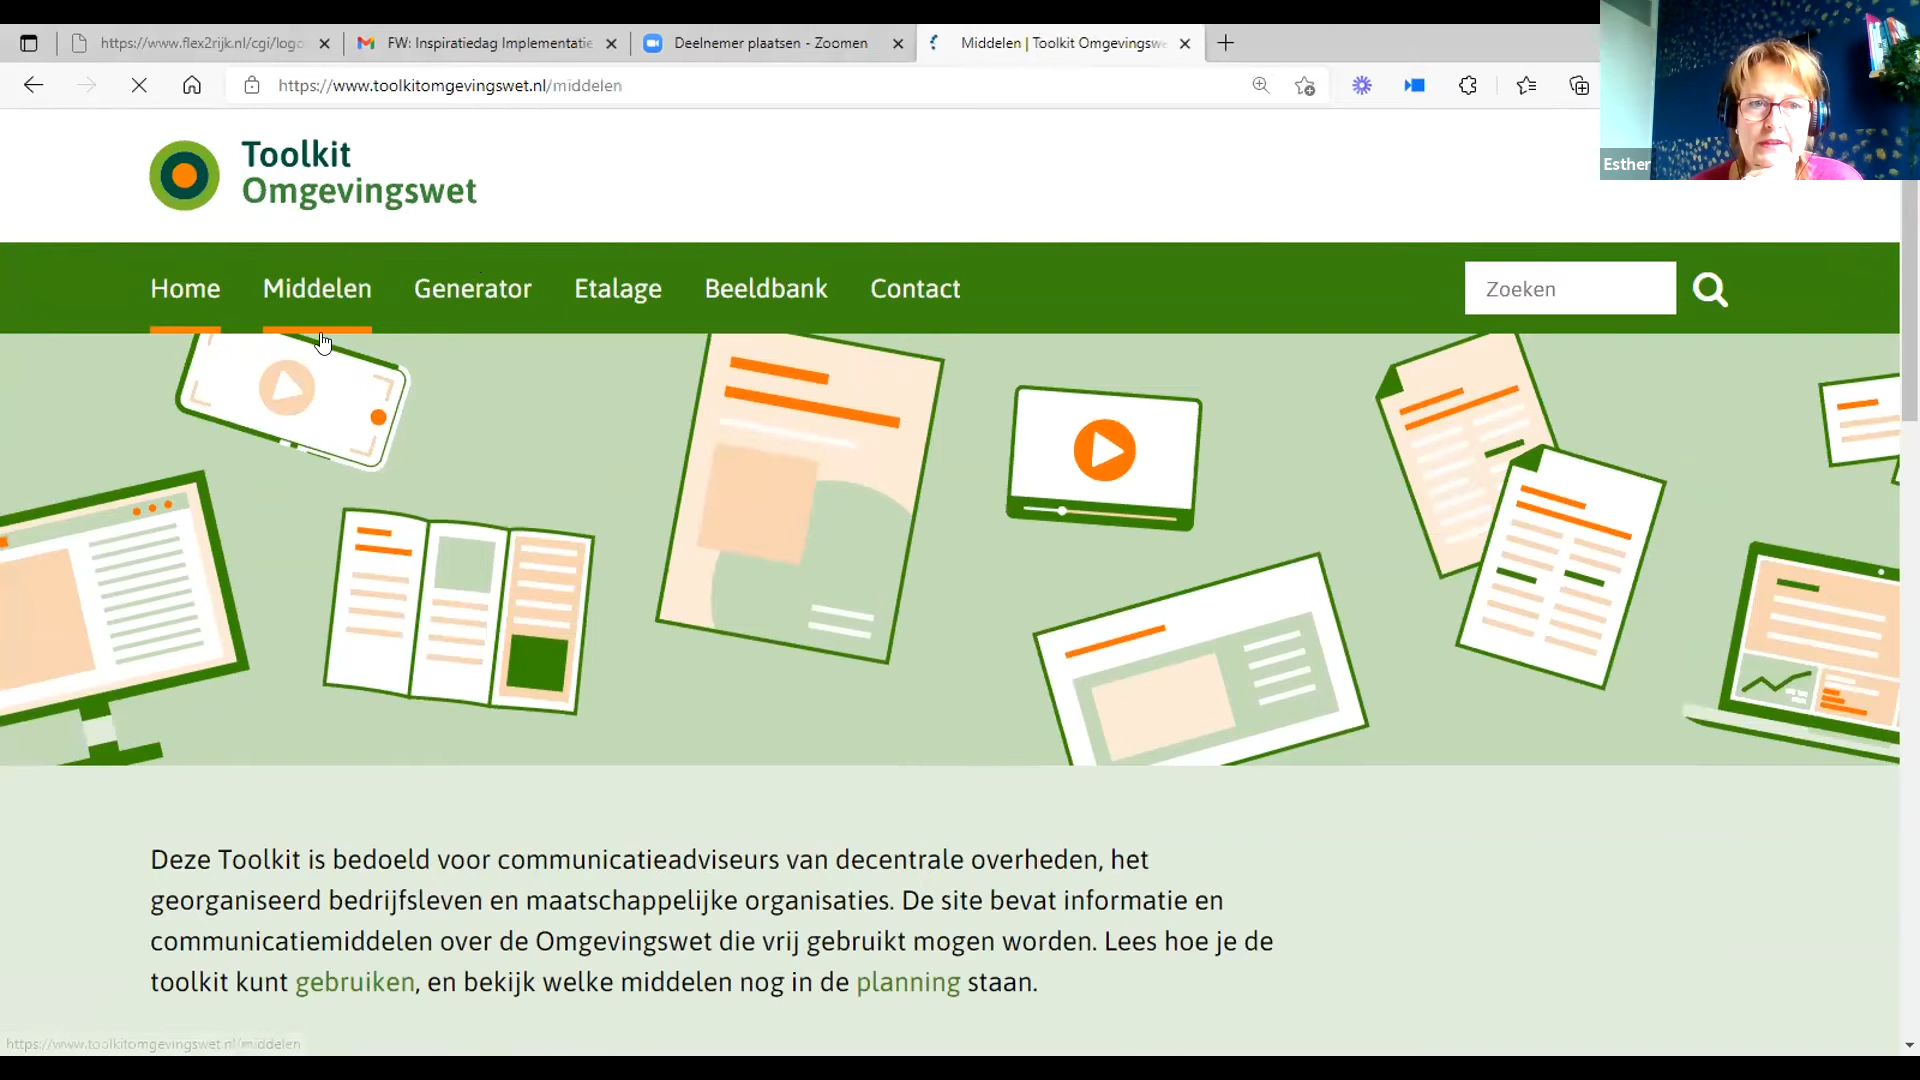 https://www.flex2rijk.nl/cgi/logo
FW: Inspiratiedag Implementatie
Deelnemer plaatsen - Zoomen
Middelen | Toolkit Omgevingswe
https://www.toolkitomgevingswet.nl/middelen
Esther
Toolkit
Omgevingswet
Home
Middelen
Generator
Etalage
Beeldbank
Contact
Zoeken
Deze Toolkit is bedoeld voor communicatieadviseurs van decentrale overheden, het
georganiseerd bedrijfsleven en maatschappelijke organisaties. De site bevat informatie en
communicatiemiddelen over de Omgevingswet die vrij gebruikt mogen worden. Lees hoe je de
toolkit kunt gebruiken, en bekijk welke middelen nog in de planning staan.
https://www.toolkitomgevingswet.nl/middelen